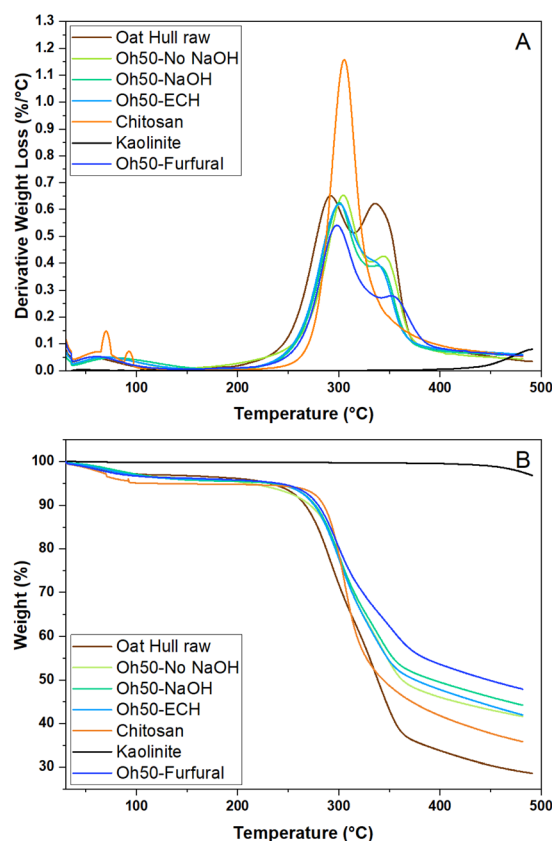 A
Derivative Weight Loss (%/°C)
1.3
1.2
1.1
1.0
0.9
0.8
0.7
0.6
0.5
0.4
0.3
0.2
0.1
0.0
Oat Hull raw
Oh50-No NaOH
Oh50-NaOH
Oh50-ECH
Chitosan
Kaolinite
Oh50-Furfural
100 200 300 400 500
Temperature (°C)
B
Weight (%)
100
90
80
70
60
50
40
30
Oat Hull raw
Oh50-No NaOH
Oh50-NaOH
Oh50-ECH
Chitosan
Kaolinite
Oh50-Furfural
100 200 300 400 500
Temperature (°C)